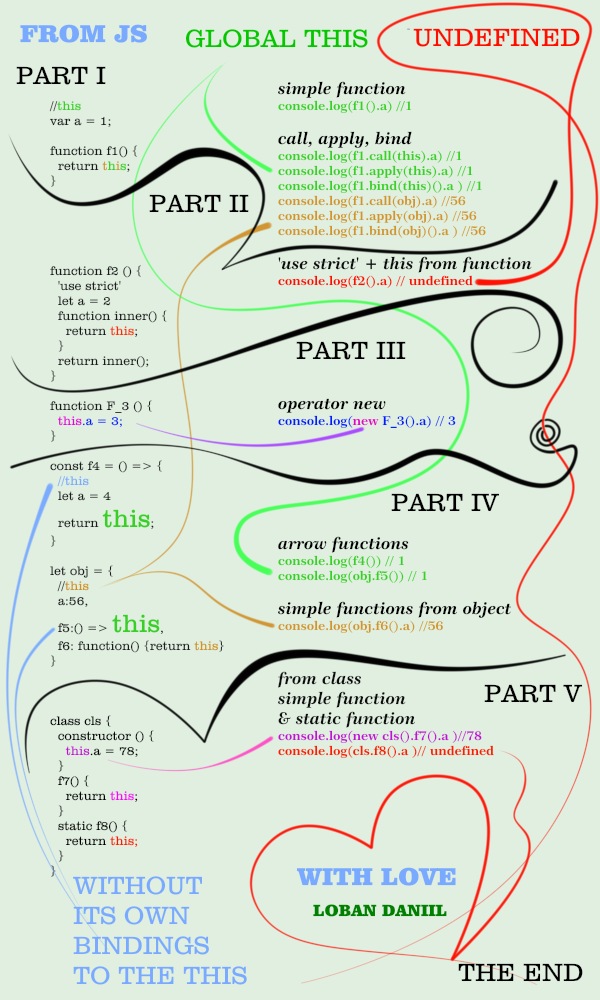 FROM JS
GLOBAL THIS
UNDEFINED
PART I
//this
var a = 1;
function f1() {
return this;
}
simple function
console.log(f1().a) //1
call, apply, bind
console.log(f1.call(this).a) //1
console.log(f1.apply(this).a) //1
console.log(f1.bind(this)().a ) //1
console.log(f1.call(obj).a) //56
console.log(f1.apply(obj).a) //56
console.log(f1.bind(obj)().a ) //56
PART II
function f2 () {
'use strict'
let a = 2
function inner() {
return this;
}
return inner();
}
'use strict' + this from function
console.log(f2().a) // undefined
PART III
function F_3 () {
this.a = 3;
}
operator new
console.log(new F_3().a) // 3
const f4 = () => {
//this
let a = 4
return this;
}
PART IV
let obj = {
//this
a:56,
f5:() => this,
f6: function() {return this}
}
arrow functions
console.log(f4()) // 1
console.log(obj.f5()) // 1
simple functions from object
console.log(obj.f6().a) //56
PART V
class cls {
constructor () {
this.a = 78;
}
f7() {
return this;
}
static f8() {
return this;
}
}
from class
simple function
& static function
console.log(new cls().f7().a )//78
console.log(cls.f8().a )// undefined
WITHOUT
ITS OWN
BINDINGS
TO THE THIS
WITH LOVE
LOBAN DANIIL
THE END